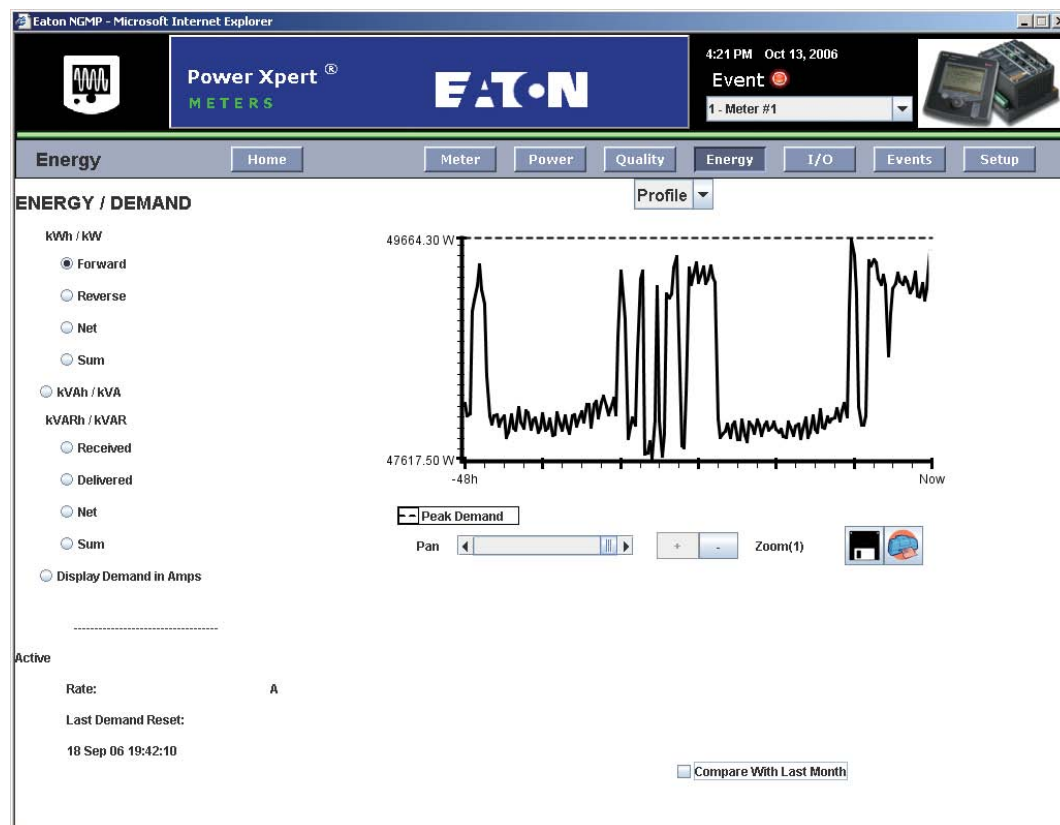 Eaton NGMP - Microsoft Internet Explorer
Power Xpert ®
METERS
EATON
4:21 PM Oct 13, 2006
Event
1 - Meter #1
Energy
Home
Meter
Power
Quality
Energy
I/O
Events
Setup
Profile
ENERGY / DEMAND
kWh / kW
Forward
Reverse
Net
Sum
kVAh / kVA
kVARh / kVAR
Received
Delivered
Net
Sum
Display Demand in Amps
----------------------------------
Active
Rate: A
Last Demand Reset:
18 Sep 06 19:42:10
49664.30 W
47617.50 W
-48h
Now
Peak Demand
Pan
+
-
Zoom(1)
Compare With Last Month